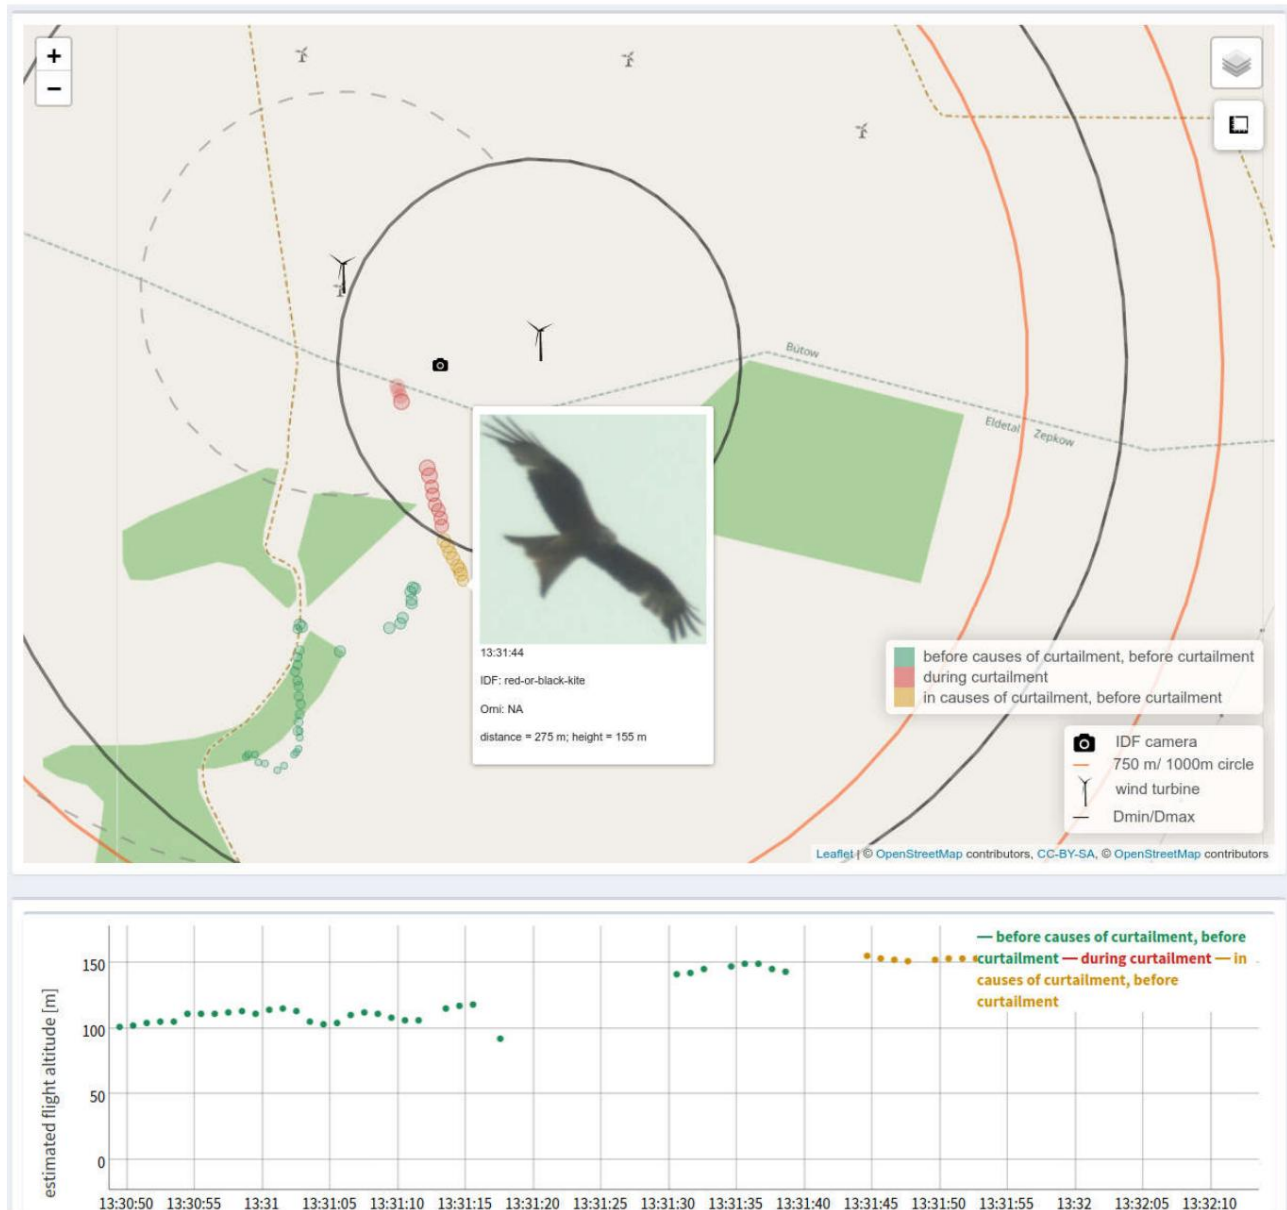 +
−
Bütow
Eldetal
Zepkow
13:31:44
IDF: red-or-black-kite
Orni: NA
distance = 275 m; height = 155 m
before causes of curtailment, before curtailment
during curtailment
in causes of curtailment, before curtailment
IDF camera
750 m/ 1000m circle
wind turbine
Dmin/Dmax
Leaflet | © OpenStreetMap contributors, CC-BY-SA, © OpenStreetMap contributors
— before causes of curtailment, before
curtailment — during curtailment — in
causes of curtailment, before
curtailment
estimated flight altitude [m]
150
100
50
0
13:30:50 13:30:55 13:31 13:31:05 13:31:10 13:31:15 13:31:20 13:31:25 13:31:30 13:31:35 13:31:40 13:31:45 13:31:50 13:31:55 13:32 13:32:05 13:32:10